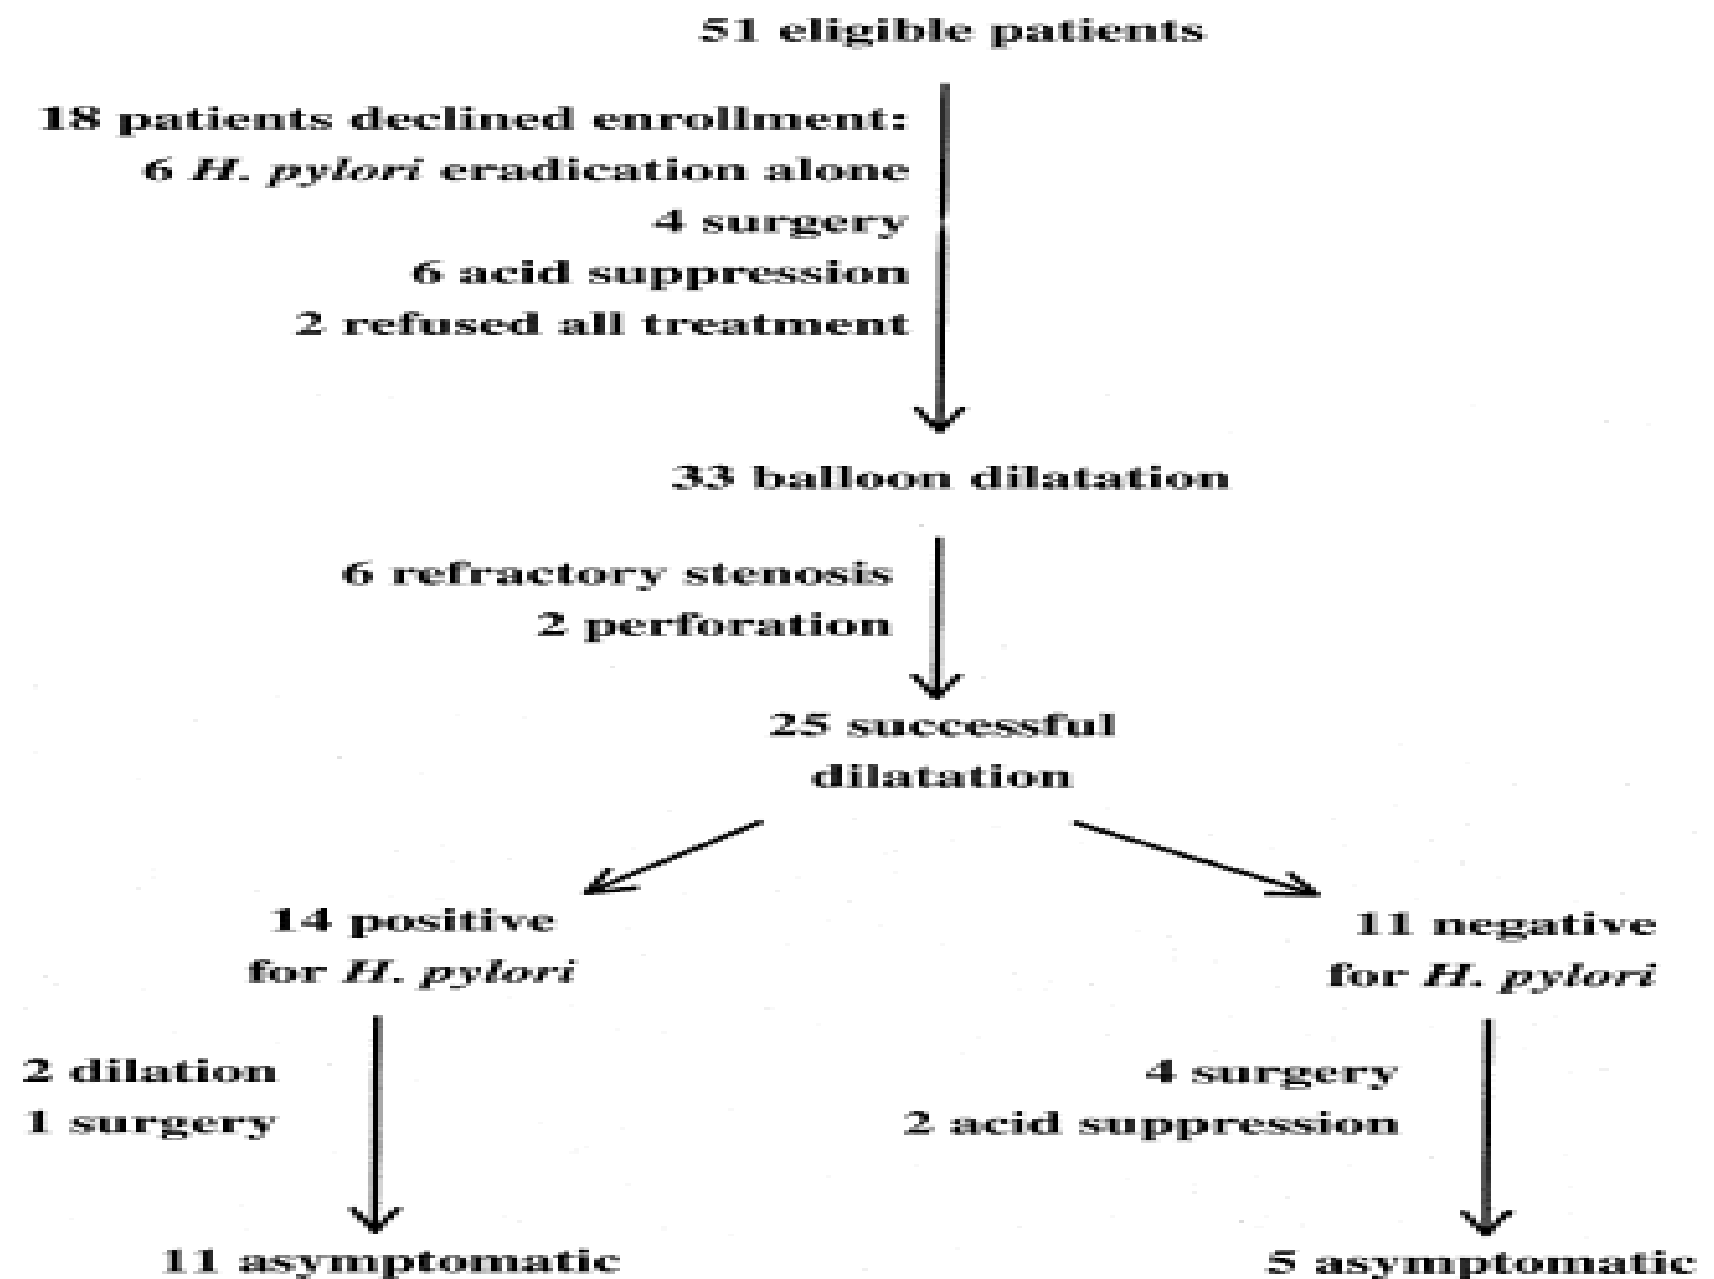 51 eligible patients
18 patients declined enrollment:
6 H. pylori eradication alone
4 surgery
6 acid suppression
2 refused all treatment
33 balloon dilatation
6 refractory stenosis
2 perforation
25 successful
dilatation
14 positive
for H. pylori
11 negative
for H. pylori
2 dilation
1 surgery
4 surgery
2 acid suppression
11 asymptomatic
5 asymptomatic